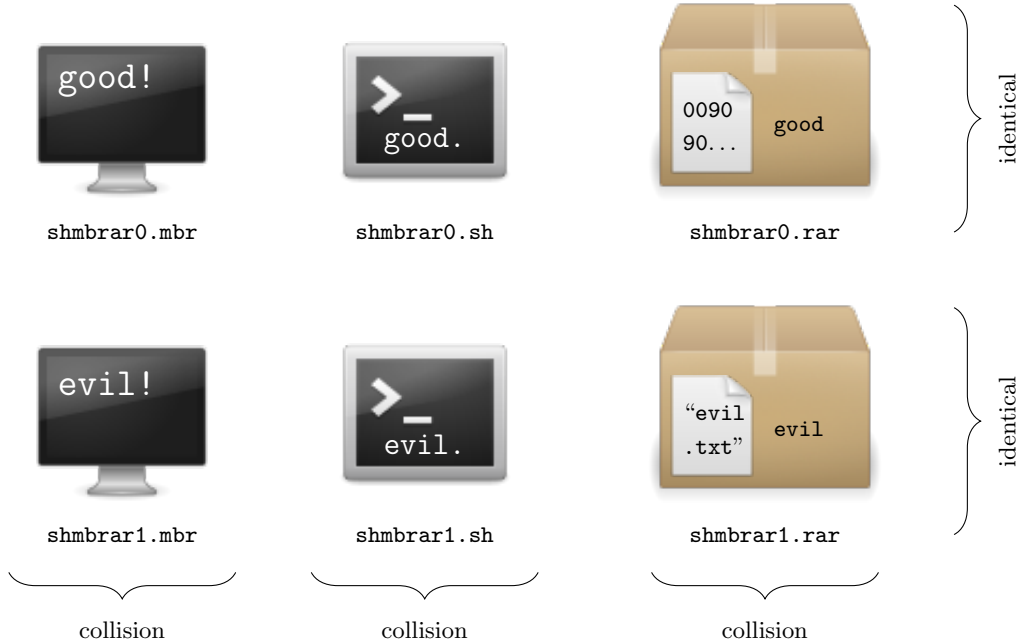 good!
good.
0090
90...
good
identical
shmbrar0.mbr
shmbrar0.sh
shmbrar0.rar
evil!
evil.
“evil
.txt”
evil
identical
shmbrar1.mbr
shmbrar1.sh
shmbrar1.rar
collision
collision
collision